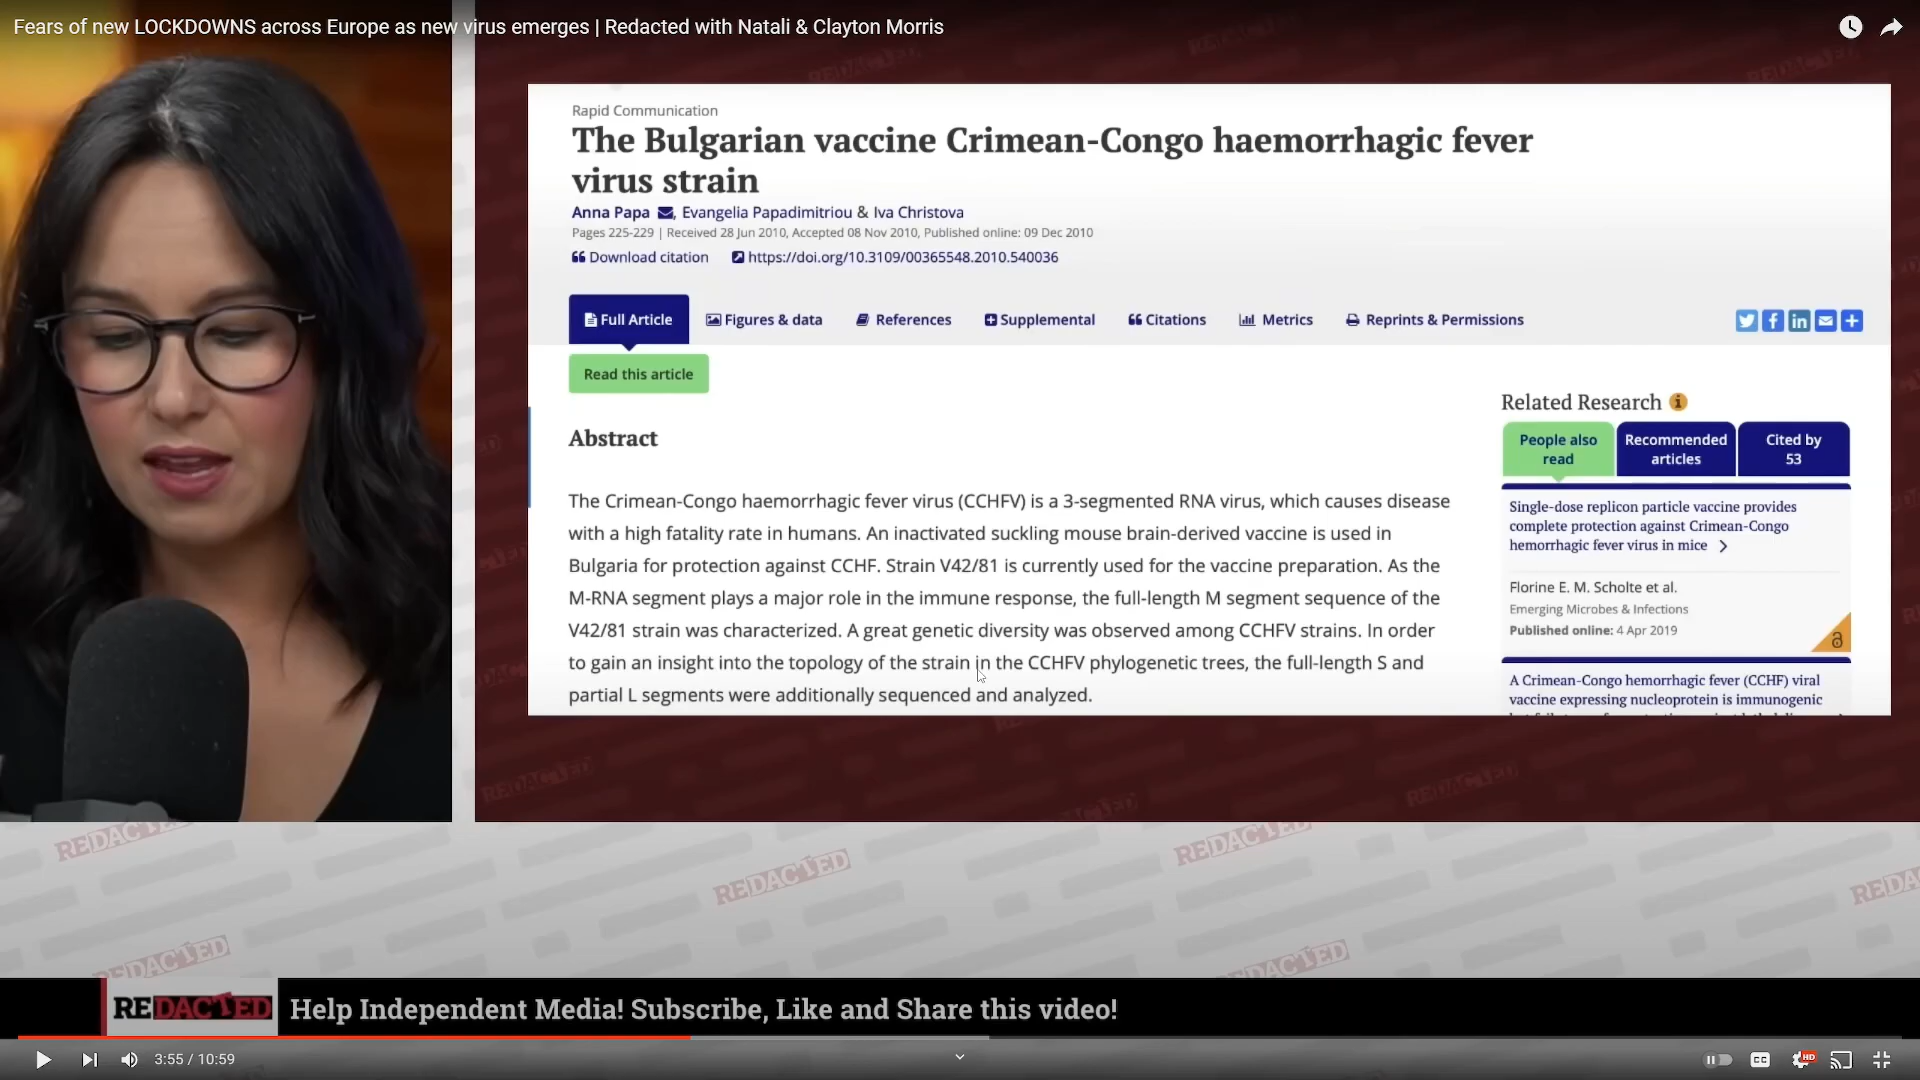 Fears of new LOCKDOWNS across Europe as new virus emerges | Redacted with Natali & Clayton Morris
Rapid Communication
The Bulgarian vaccine Crimean-Congo haemorrhagic fever
virus strain
Anna Papa, Evangelia Papadimitriou & Iva Christova
Pages 225-229 | Received 28 Jun 2010, Accepted 08 Nov 2010, Published online: 09 Dec 2010
Download citation https://doi.org/10.3109/00365548.2010.540036
Full Article Figures & data References Supplemental Citations Metrics Reprints & Permissions
Read this article
Abstract
The Crimean-Congo haemorrhagic fever virus (CCHFV) is a 3-segmented RNA virus, which causes disease
with a high fatality rate in humans. An inactivated suckling mouse brain-derived vaccine is used in
Bulgaria for protection against CCHF. Strain V42/81 is currently used for the vaccine preparation. As the
M-RNA segment plays a major role in the immune response, the full-length M segment sequence of the
V42/81 strain was characterized. A great genetic diversity was observed among CCHFV strains. In order
to gain an insight into the topology of the strain in the CCHFV phylogenetic trees, the full-length S and
partial L segments were additionally sequenced and analyzed.
Related Research
People also
read
Recommended
articles
Cited by
53
Single-dose replicon particle vaccine provides
complete protection against Crimean-Congo
hemorrhagic fever virus in mice
Florine E. M. Scholte et al.
Emerging Microbes & Infections
Published online: 4 Apr 2019
A Crimean-Congo hemorrhagic fever (CCHF) viral
vaccine expressing nucleoprotein is immunogenic
REDACTED
REDACTED
REDACTED
REDACTED
REDACTED
REDACTED
REDACTED Help Independent Media! Subscribe, Like and Share this video!
3:55 / 10:59
CC
HD